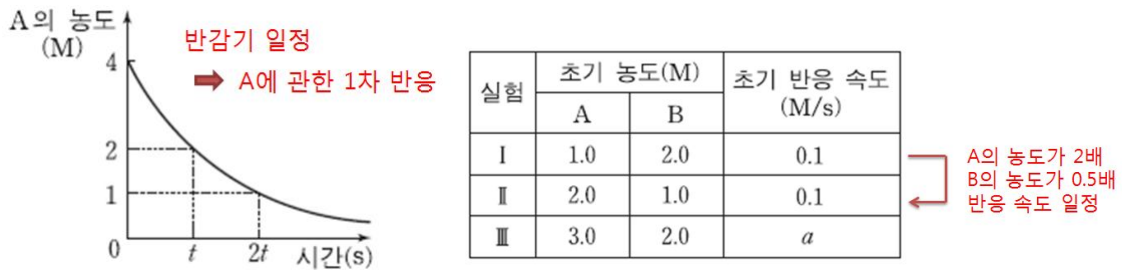 A의 농도
(M)
반감기 일정
➡ A에 관한 1차 반응
4
2
1
0
t
2t
시간(s)
실험
초기 농도(M)
초기 반응 속도
(M/s)
A
B
Ⅰ
1.0
2.0
0.1
Ⅱ
2.0
1.0
0.1
Ⅲ
3.0
2.0
a
A의 농도가 2배
B의 농도가 0.5배
반응 속도 일정